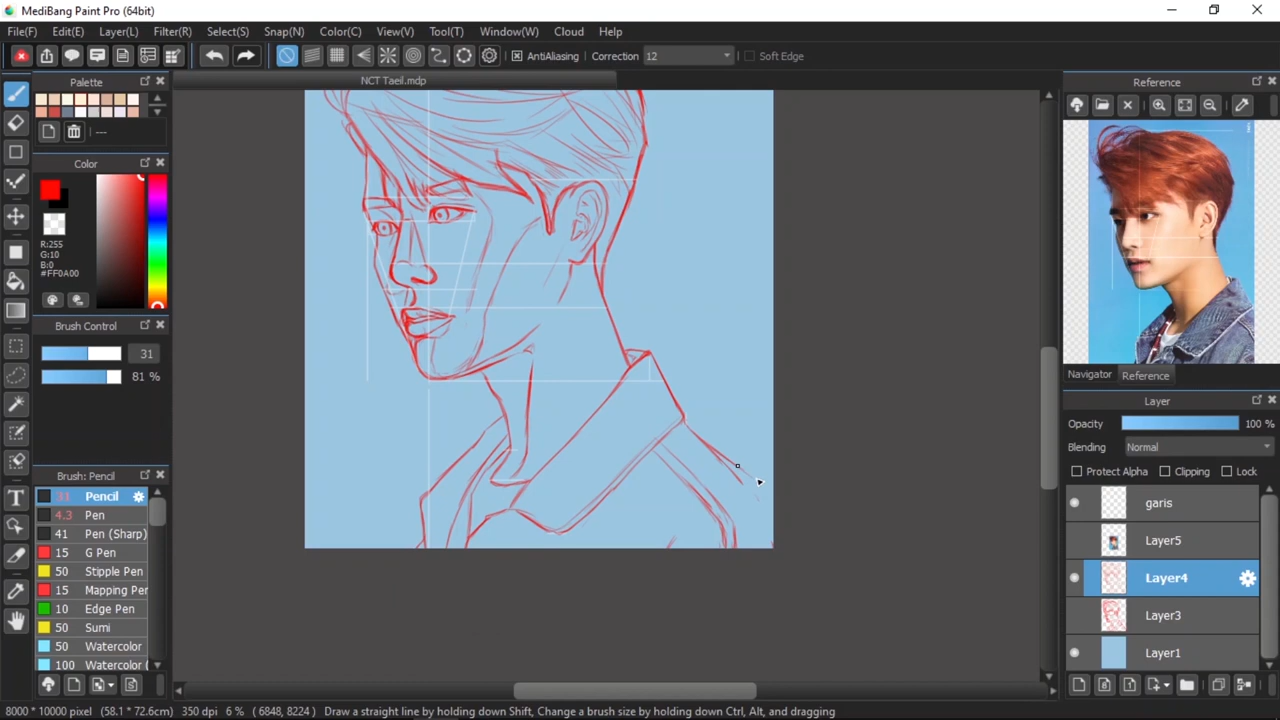 MediBang Paint Pro (64bit)
File(F) Edit(E) Layer(L) Filter(R) Select(S) Snap(N) Color(C) View(V) Tool(T) Window(W) Cloud Help
AntiAliasing Correction 12 Soft Edge
Palette
NCT Taeil.mdp
Reference
---
Color
R:255
G:10
B:0
#FF0A00
Brush Control
31
81 %
Navigator Reference
Layer
Opacity 100 %
Blending Normal
Protect Alpha Clipping Lock
Brush: Pencil
31 Pencil
4.3 Pen
41 Pen (Sharp)
15 G Pen
50 Stipple Pen
15 Mapping Pen
10 Edge Pen
50 Sumi
50 Watercolor
100 Watercolor (
garis
Layer5
Layer4
Layer3
Layer1
8000 * 10000 pixel (58.1 * 72.6cm) 350 dpi 6 % ( 6848, 8224 ) Draw a straight line by holding down Shift, Change a brush size by holding down Ctrl, Alt, and dragging